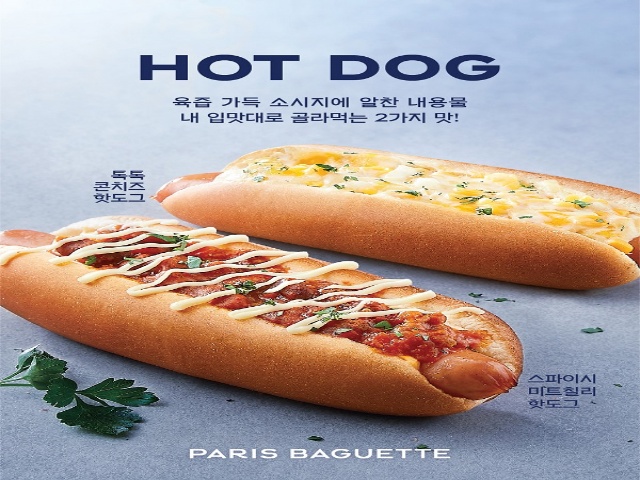 HOT DOG
육즙 가득 소시지에 알찬 내용물
내 입맛대로 골라먹는 2가지 맛!
톡톡
콘치즈
핫도그
스파이시
미트칠리
핫도그
PARIS BAGUETTE